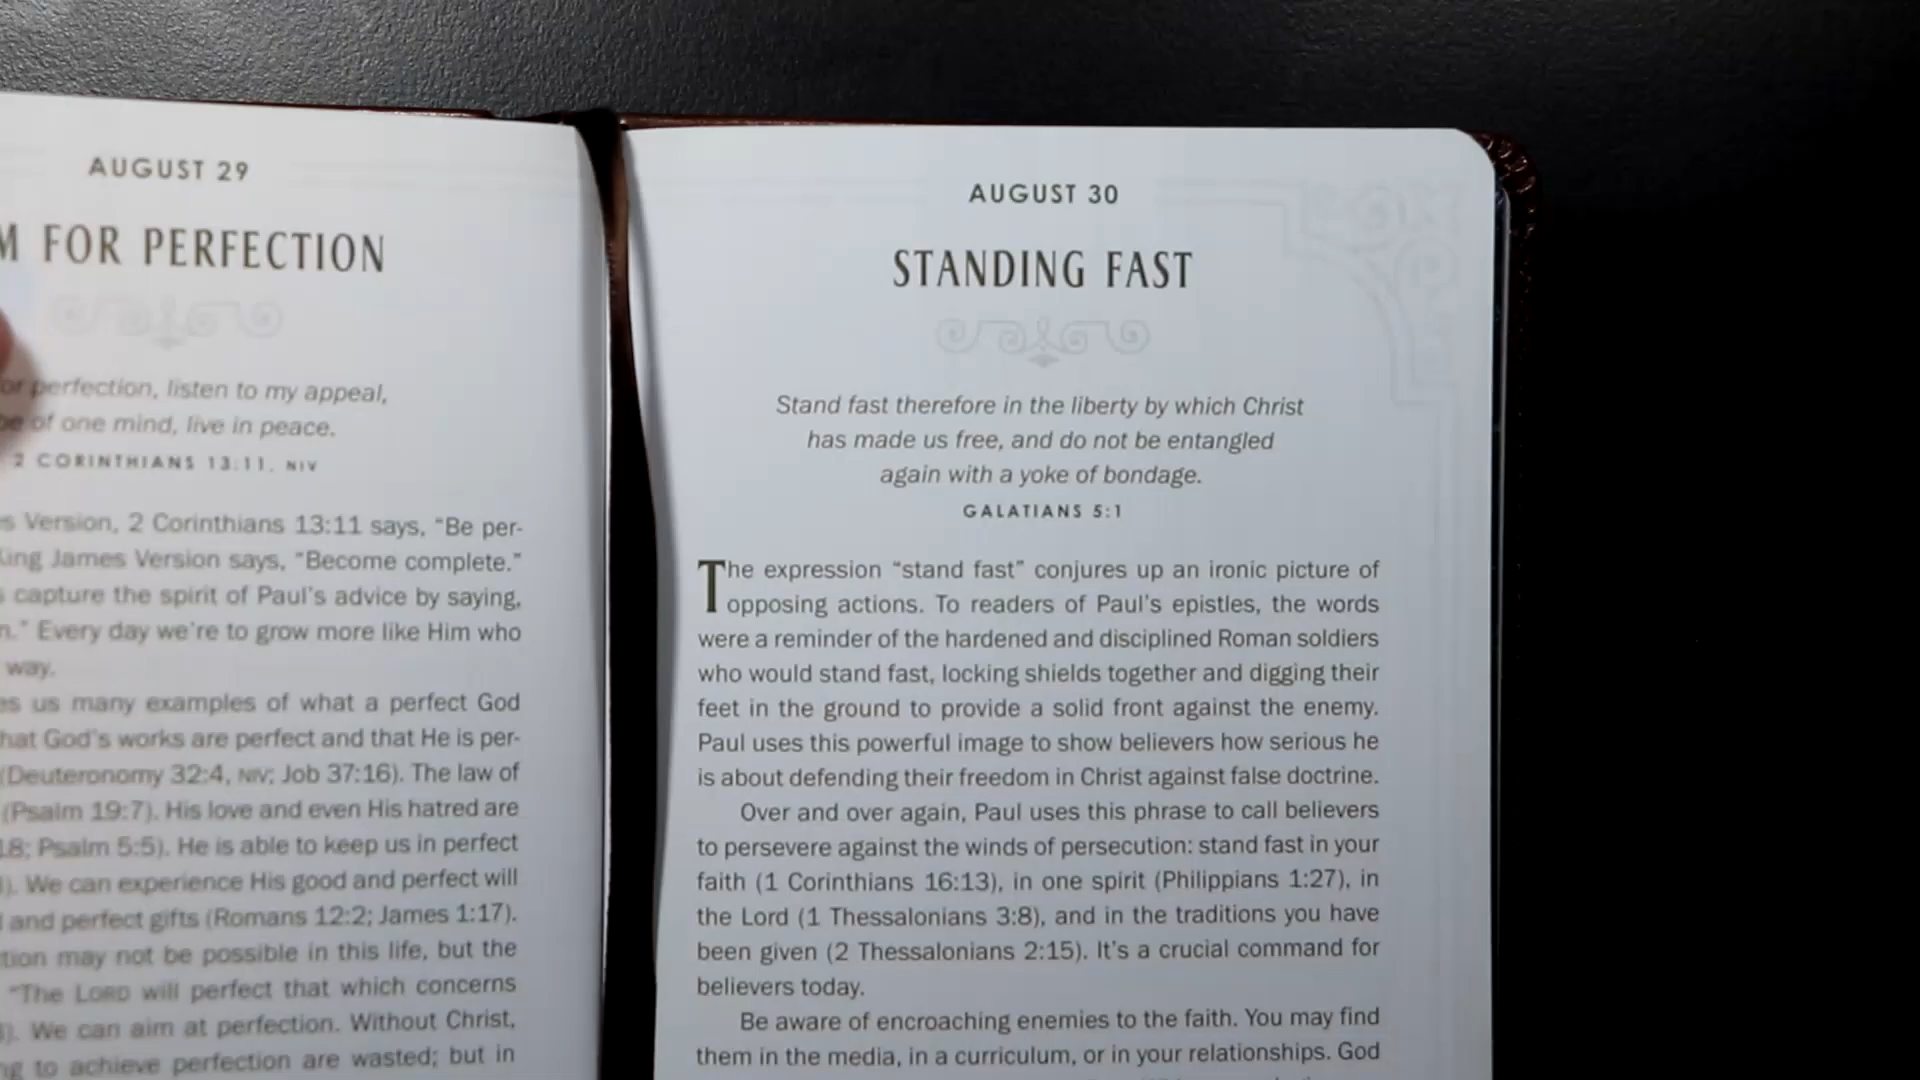 AUGUST 29
FOR PERFECTION
or perfection, listen to my appeal,
be of one mind, live in peace.
2 CORINTHIANS 13:11, NIV
Version, 2 Corinthians 13:11 says, “Be per-
King James Version says, “Become complete.”
capture the spirit of Paul’s advice by saying,
Every day we’re to grow more like Him who
way.
us many examples of what a perfect God
that God’s works are perfect and that He is per-
(Deuteronomy 32:4, NIV; Job 37:16). The law of
(Psalm 19:7). His love and even His hatred are
18; Psalm 5:5). He is able to keep us in perfect
We can experience His good and perfect will
and perfect gifts (Romans 12:2; James 1:17).
tion may not be possible in this life, but the
“The LORD will perfect that which concerns
We can aim at perfection. Without Christ,
to achieve perfection are wasted; but in
AUGUST 30
STANDING FAST
Stand fast therefore in the liberty by which Christ
has made us free, and do not be entangled
again with a yoke of bondage.
GALATIANS 5:1
The expression “stand fast” conjures up an ironic picture of
opposing actions. To readers of Paul’s epistles, the words
were a reminder of the hardened and disciplined Roman soldiers
who would stand fast, locking shields together and digging their
feet in the ground to provide a solid front against the enemy.
Paul uses this powerful image to show believers how serious he
is about defending their freedom in Christ against false doctrine.
Over and over again, Paul uses this phrase to call believers
to persevere against the winds of persecution: stand fast in your
faith (1 Corinthians 16:13), in one spirit (Philippians 1:27), in
the Lord (1 Thessalonians 3:8), and in the traditions you have
been given (2 Thessalonians 2:15). It’s a crucial command for
believers today.
Be aware of encroaching enemies to the faith. You may find
them in the media, in a curriculum, or in your relationships. God